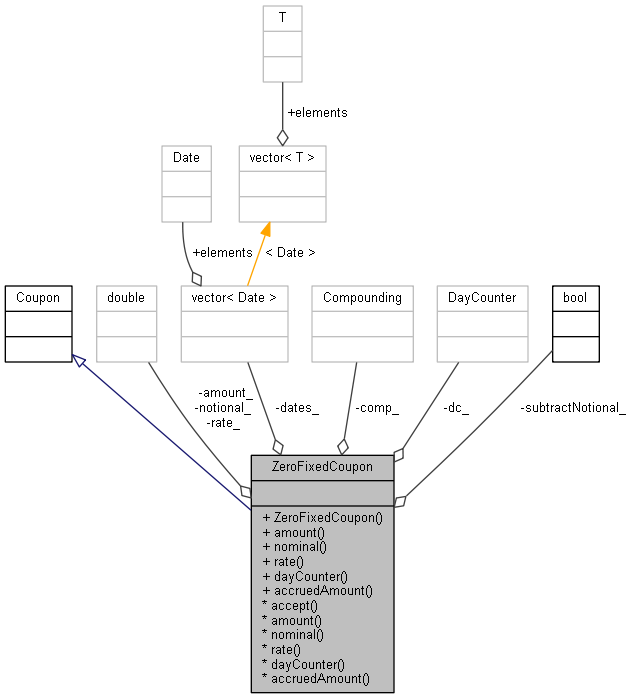 T
+elements
Date
vector< T >
+elements
< Date >
Coupon
double
vector< Date >
Compounding
DayCounter
bool
-amount_
-notional_
-rate_
-dates_
-comp_
-dc_
-subtractNotional_
ZeroFixedCoupon
+ ZeroFixedCoupon()
+ amount()
+ nominal()
+ rate()
+ dayCounter()
+ accruedAmount()
* accept()
* amount()
* nominal()
* rate()
* dayCounter()
* accruedAmount()